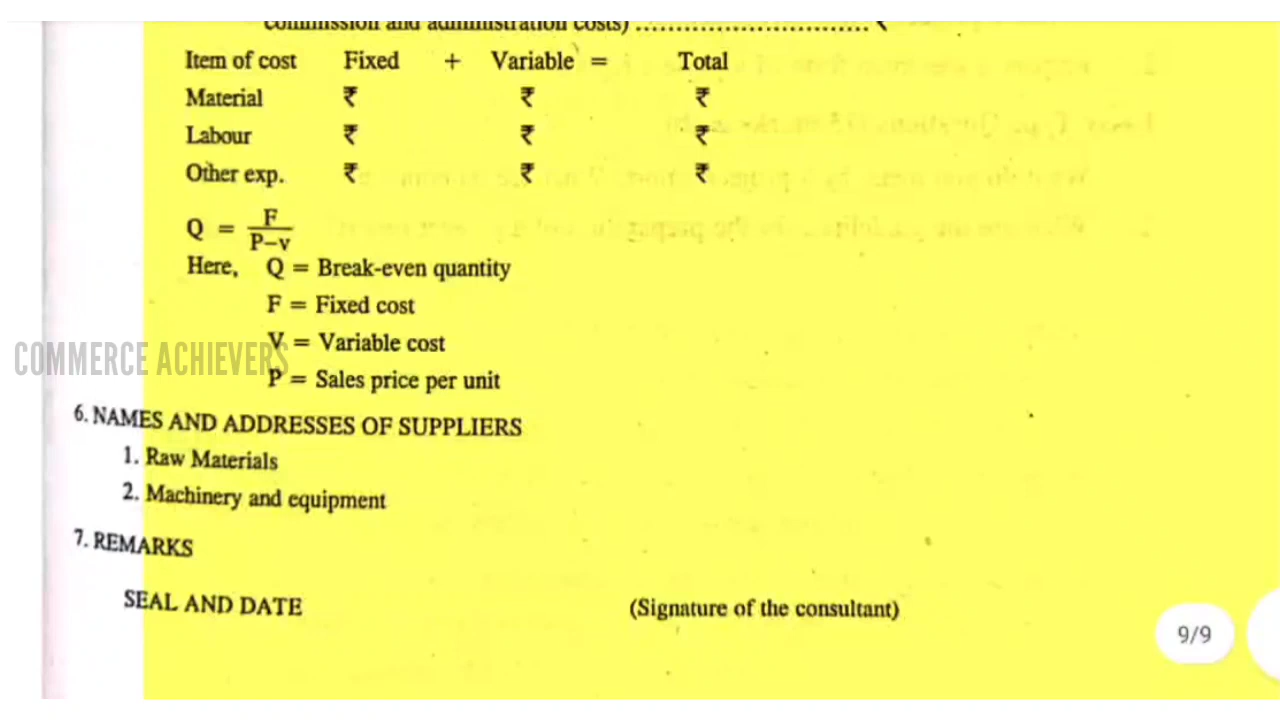 commission and administration costs) ............................. ₹
Item of cost Fixed + Variable = Total
Material ₹ ₹ ₹
Labour ₹ ₹ ₹
Other exp. ₹ ₹ ₹
Q = F
P–v
Here, Q = Break-even quantity
F = Fixed cost
V = Variable cost
COMMERCE ACHIEVERS
P = Sales price per unit
6. NAMES AND ADDRESSES OF SUPPLIERS
1. Raw Materials
2. Machinery and equipment
7. REMARKS
SEAL AND DATE (Signature of the consultant)
9/9